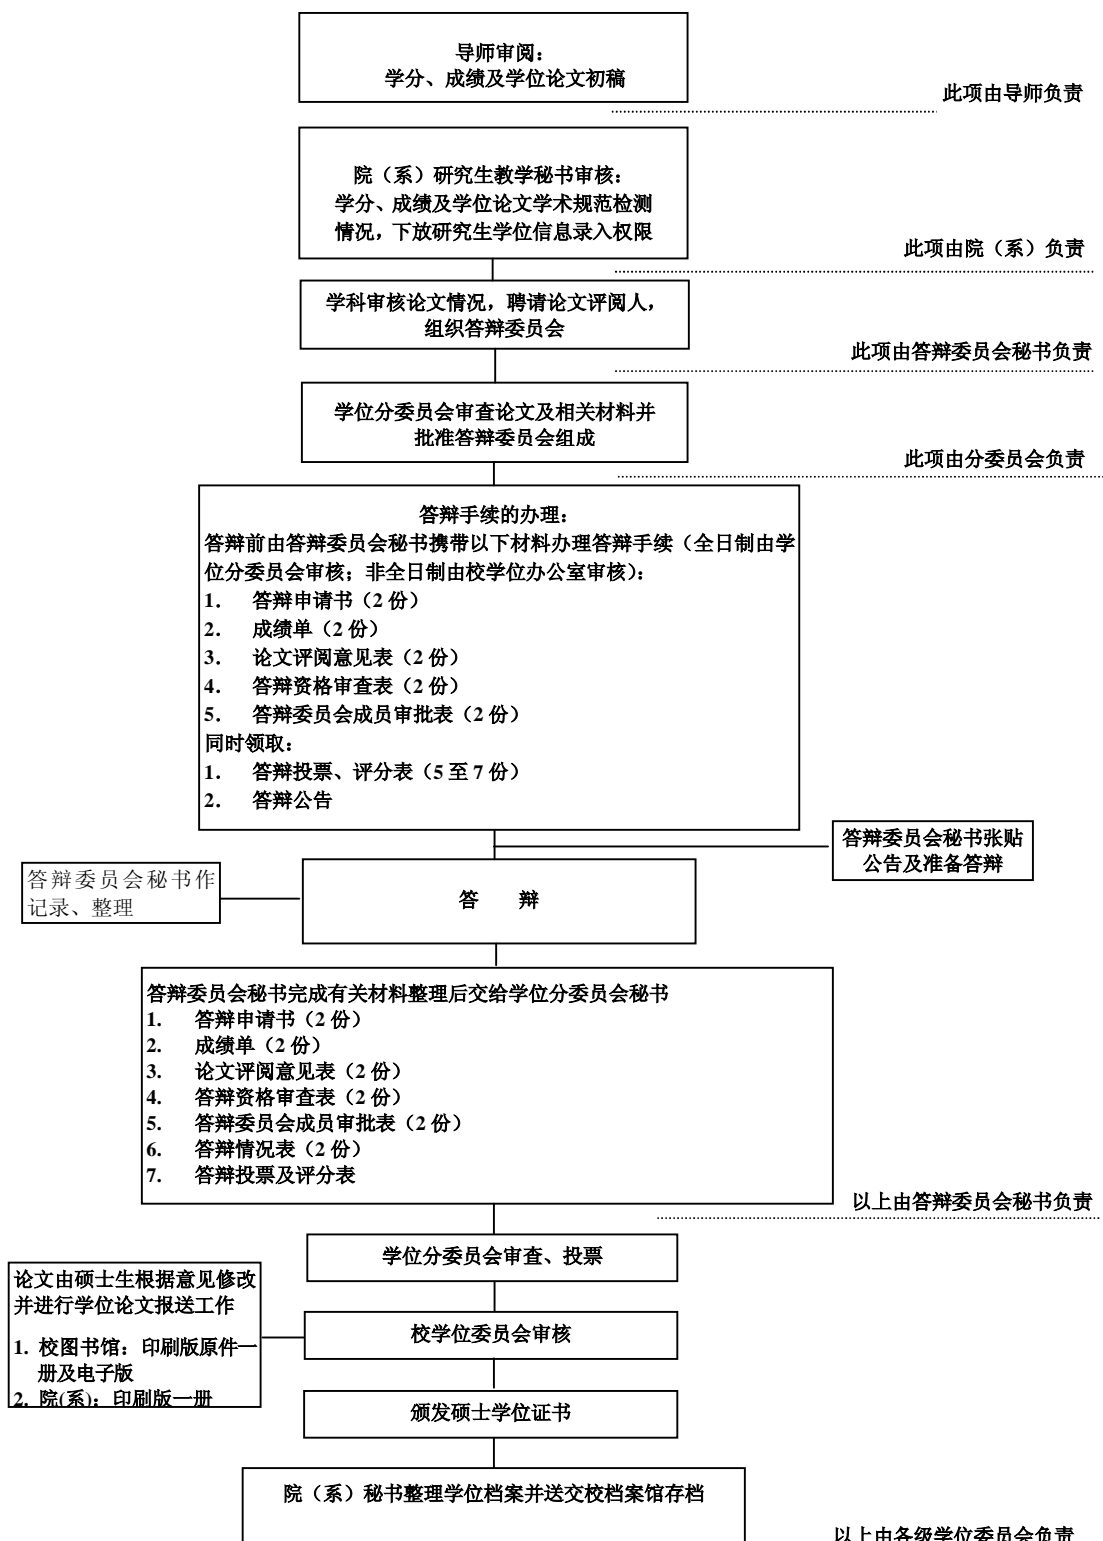 导师审阅：
学分、成绩及学位论文初稿
此项由导师负责
院（系）研究生教学秘书审核：
学分、成绩及学位论文学术规范检测
情况，下放研究生学位信息录入权限
此项由院（系）负责
学科审核论文情况，聘请论文评阅人，
组织答辩委员会
此项由答辩委员会秘书负责
学位分委员会审查论文及相关材料并
批准答辩委员会组成
此项由分委员会负责
答辩手续的办理：
答辩前由答辩委员会秘书携带以下材料办理答辩手续（全日制由学
位分委员会审核；非全日制由校学位办公室审核）：
1. 答辩申请书（2 份）
2. 成绩单（2 份）
3. 论文评阅意见表（2 份）
4. 答辩资格审查表（2 份）
5. 答辩委员会成员审批表（2 份）
同时领取：
1. 答辩投票、评分表（5 至 7 份）
2. 答辩公告
答辩委员会秘书张贴
公告及准备答辩
答辩委员会秘书作
记录、整理
答 辩
答辩委员会秘书完成有关材料整理后交给学位分委员会秘书
1. 答辩申请书（2 份）
2. 成绩单（2 份）
3. 论文评阅意见表（2 份）
4. 答辩资格审查表（2 份）
5. 答辩委员会成员审批表（2 份）
6. 答辩情况表（2 份）
7. 答辩投票及评分表
以上由答辩委员会秘书负责
学位分委员会审查、投票
论文由硕士生根据意见修改
并进行学位论文报送工作
1. 校图书馆：印刷版原件一
册及电子版
2. 院(系)：印刷版一册
校学位委员会审核
颁发硕士学位证书
院（系）秘书整理学位档案并送交校档案馆存档
以上由各级学位委员会负责